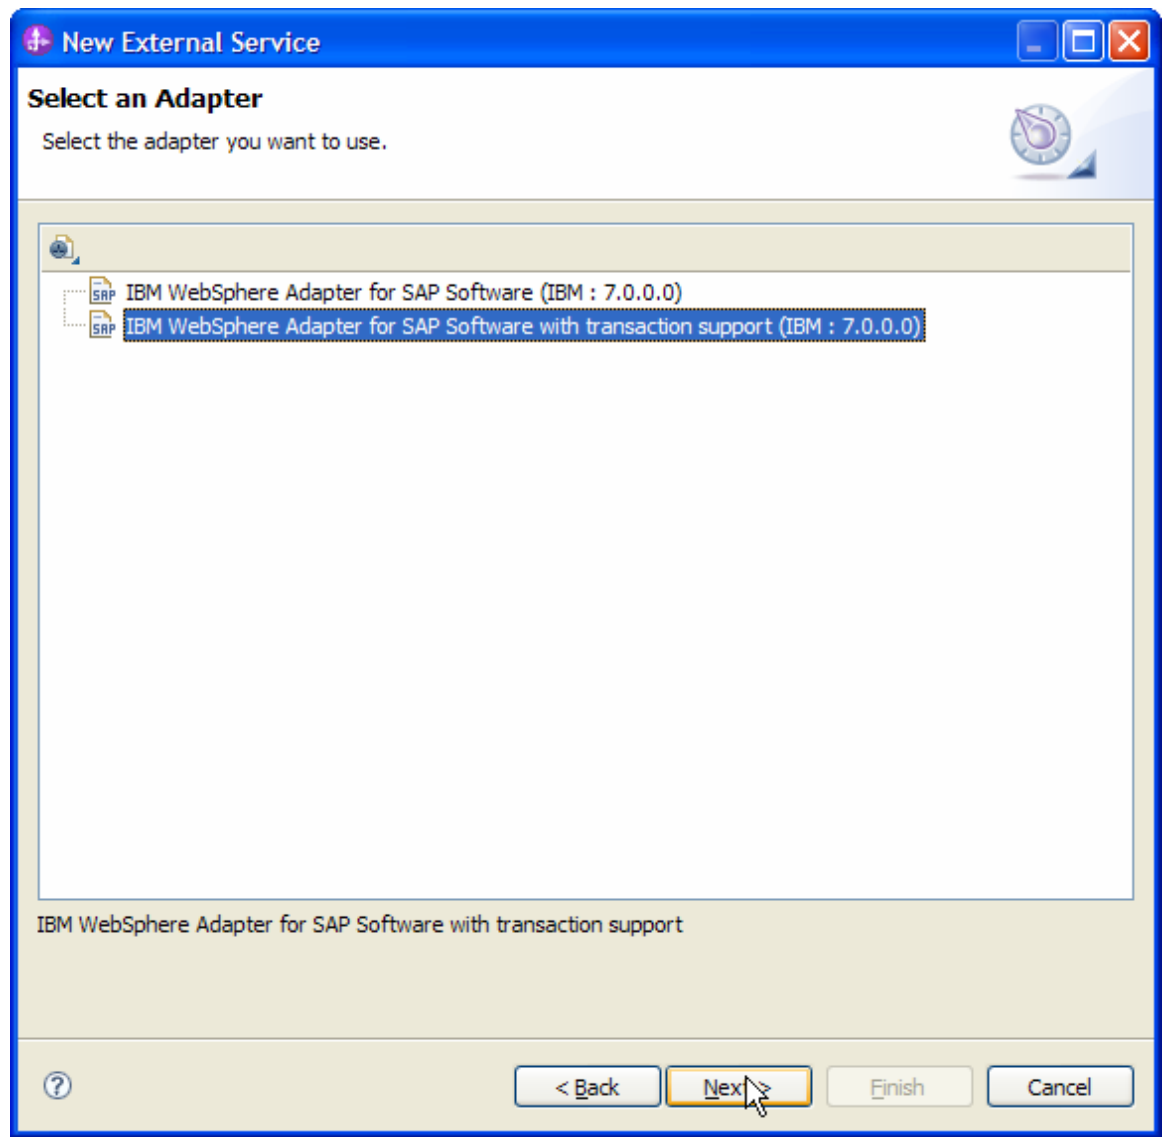 New External Service
Select an Adapter
Select the adapter you want to use.
SAP IBM WebSphere Adapter for SAP Software (IBM : 7.0.0.0)
SAP IBM WebSphere Adapter for SAP Software with transaction support (IBM : 7.0.0.0)
IBM WebSphere Adapter for SAP Software with transaction support
? < Back Next > Finish Cancel